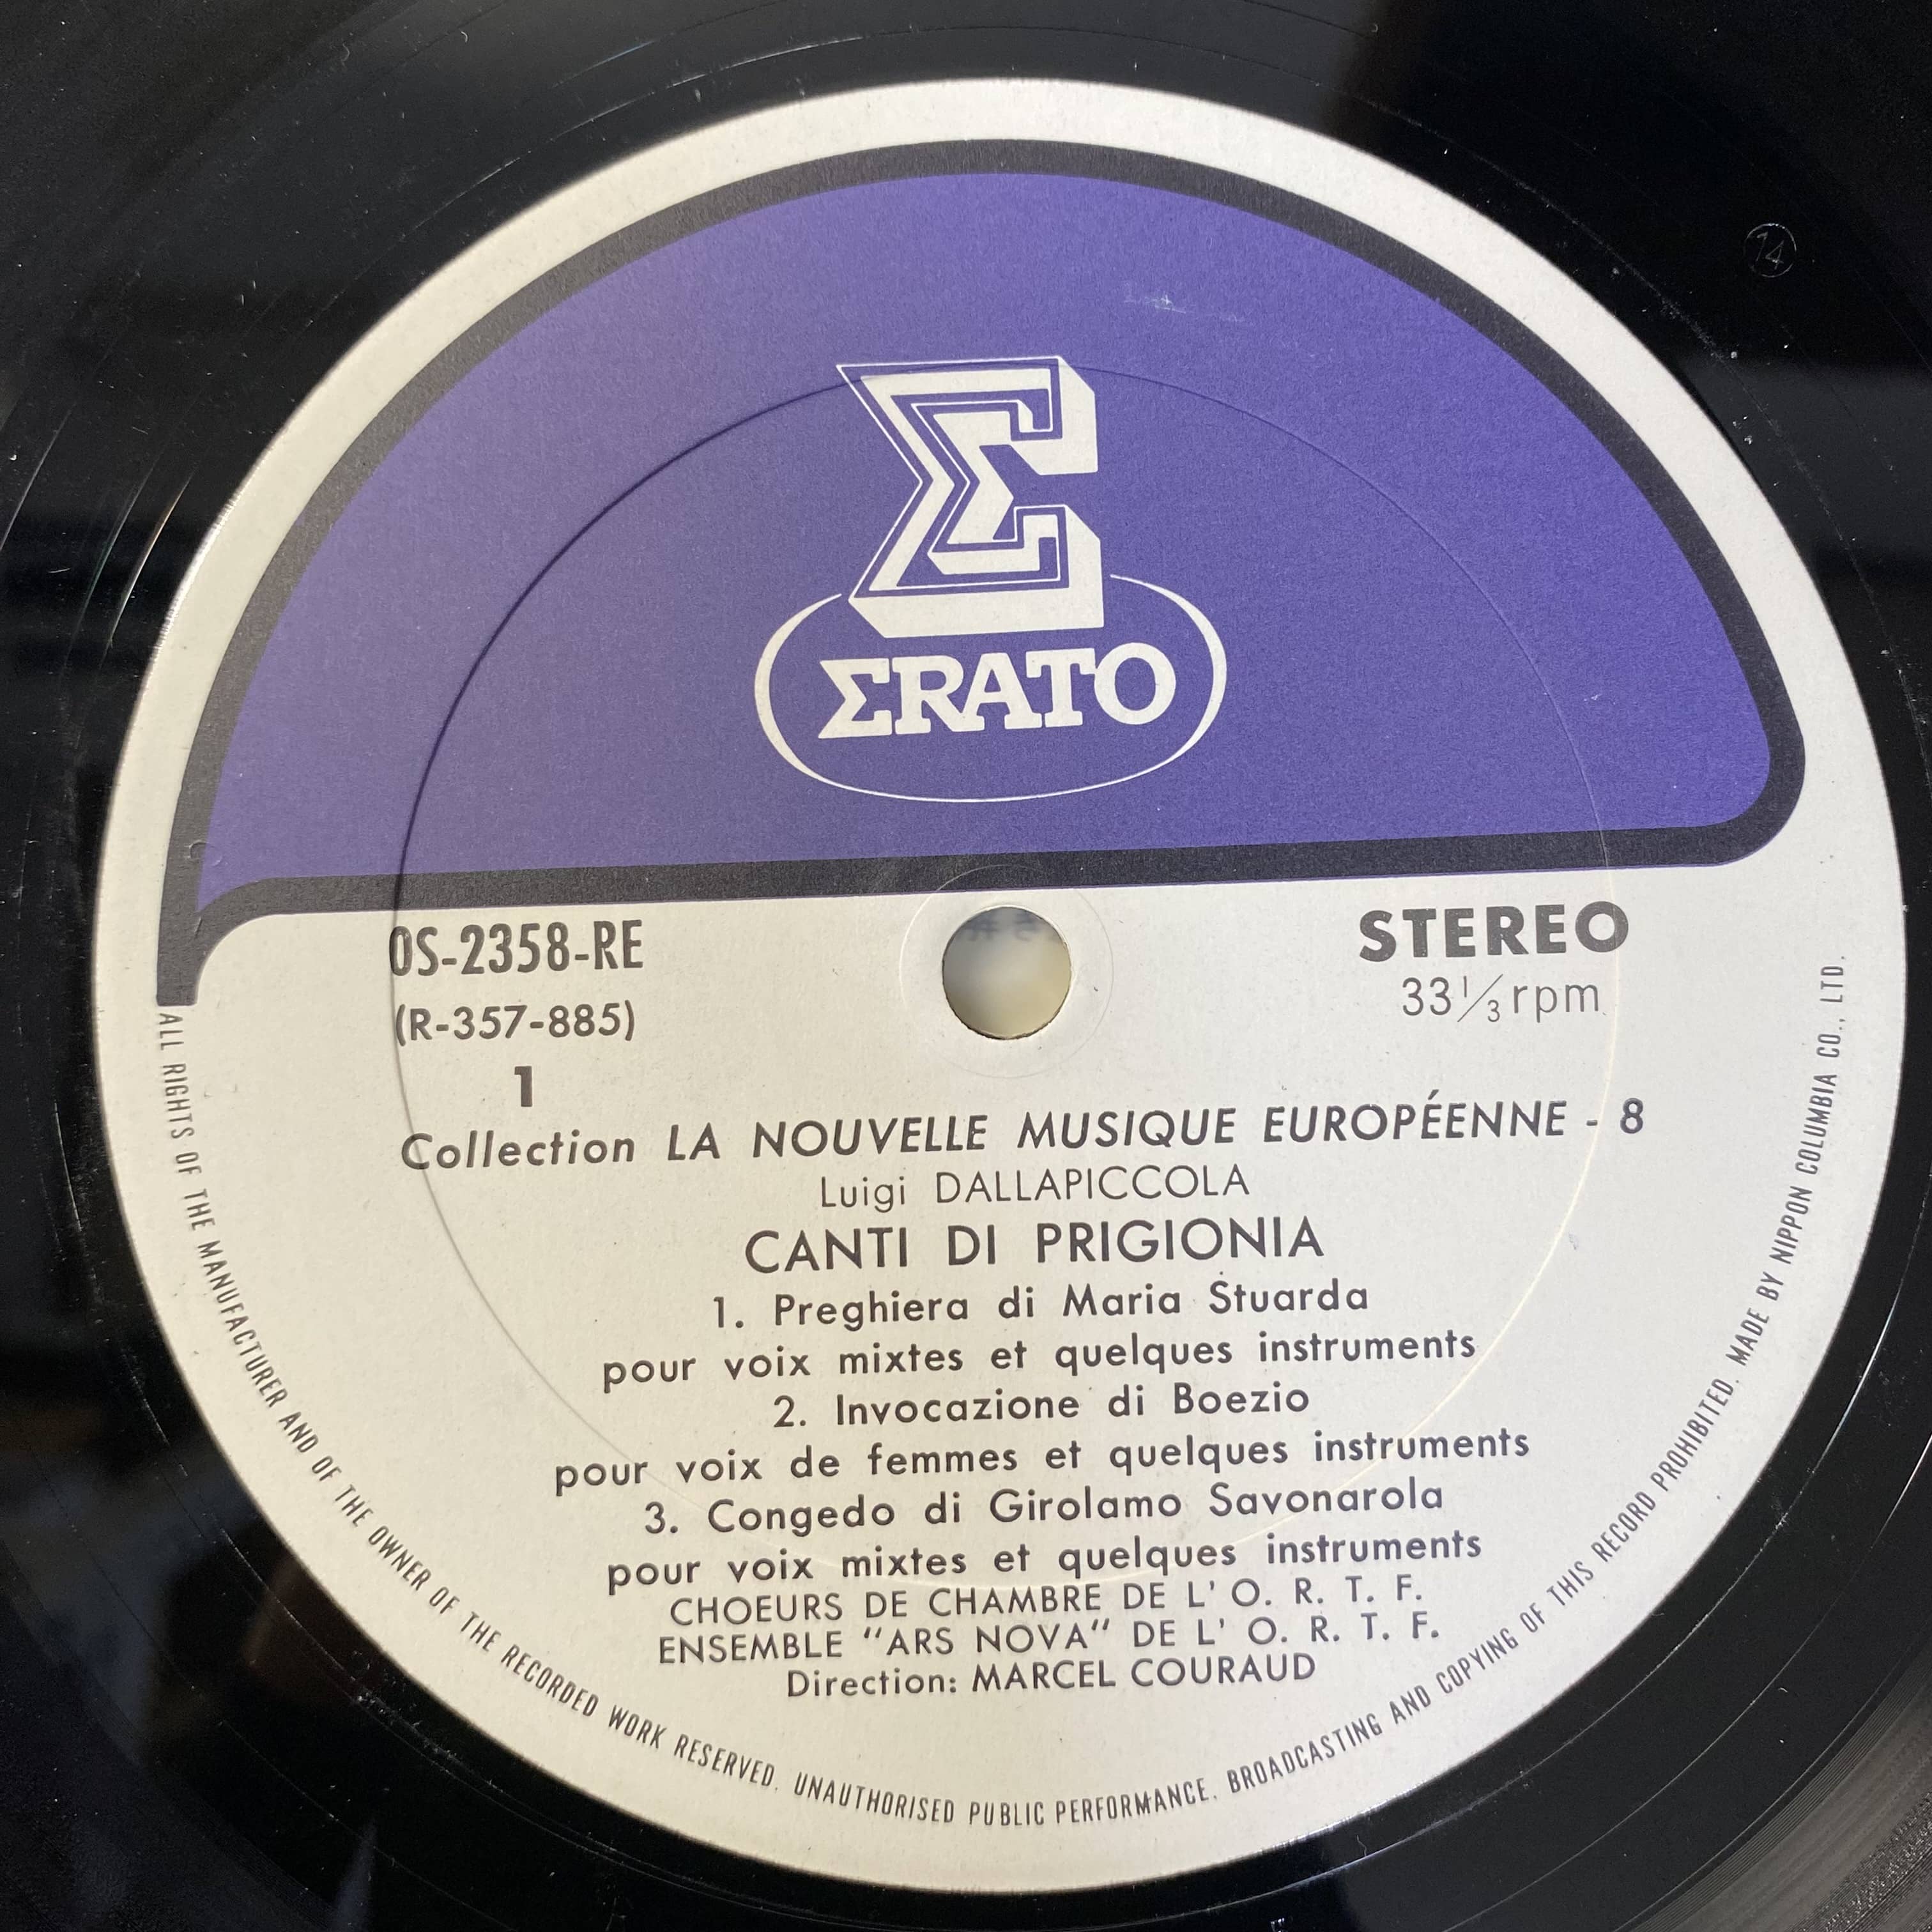 Σ
ΣRATO
OS-2358-RE
STEREO
(R-357-885)
33 1/3 rpm
1
Collection LA NOUVELLE MUSIQUE EUROPÉENNE - 8
Luigi DALLAPICCOLA
CANTI DI PRIGIONIA
1. Preghiera di Maria Stuarda
pour voix mixtes et quelques instruments
2. Invocazione di Boezio
pour voix de femmes et quelques instruments
3. Congedo di Girolamo Savonarola
pour voix mixtes et quelques instruments
CHOEURS DE CHAMBRE DE L' O. R. T. F.
ENSEMBLE "ARS NOVA" DE L' O. R. T. F.
Direction: MARCEL COURAUD
ALL RIGHTS OF THE MANUFACTURER AND OF THE OWNER OF THE RECORDED WORK RESERVED. UNAUTHORISED PUBLIC PERFORMANCE. BROADCASTING AND COPYING OF THIS RECORD PROHIBITED. MADE BY NIPPON COLUMBIA CO., LTD.
14